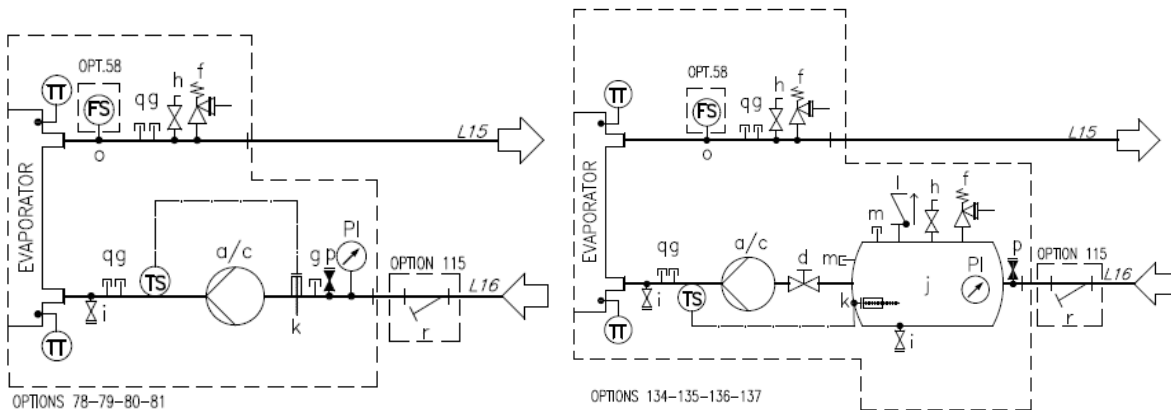 OPT.58
TT
FS
qg
h
f
o
L15
EVAPORATOR
a/c
PI
qg
TS
g
p
OPTION 115
L16
i
k
r
TT
OPTIONS 78-79-80-81
OPT.58
TT
FS
qg
h
f
o
L15
EVAPORATOR
l
h
f
m
a/c
d
m
qg
TS
j
PI
p
OPTION 115
L16
i
k
r
i
TT
OPTIONS 134-135-136-137